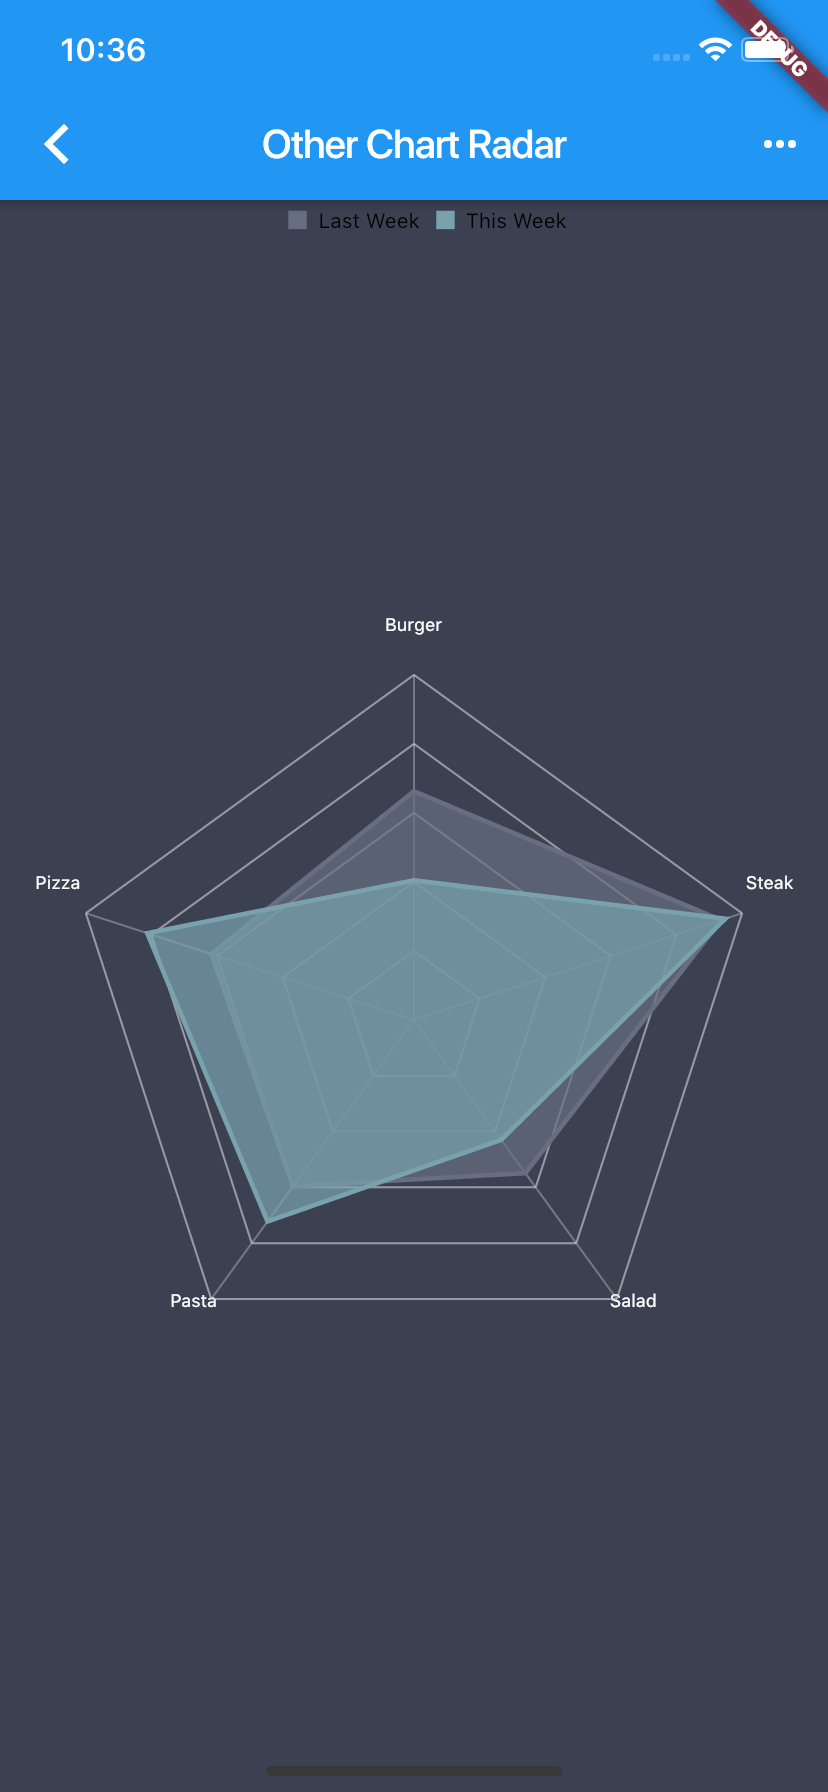 10:36
DEBUG
Other Chart Radar
Last Week This Week
Burger
Pizza
Steak
Pasta
Salad